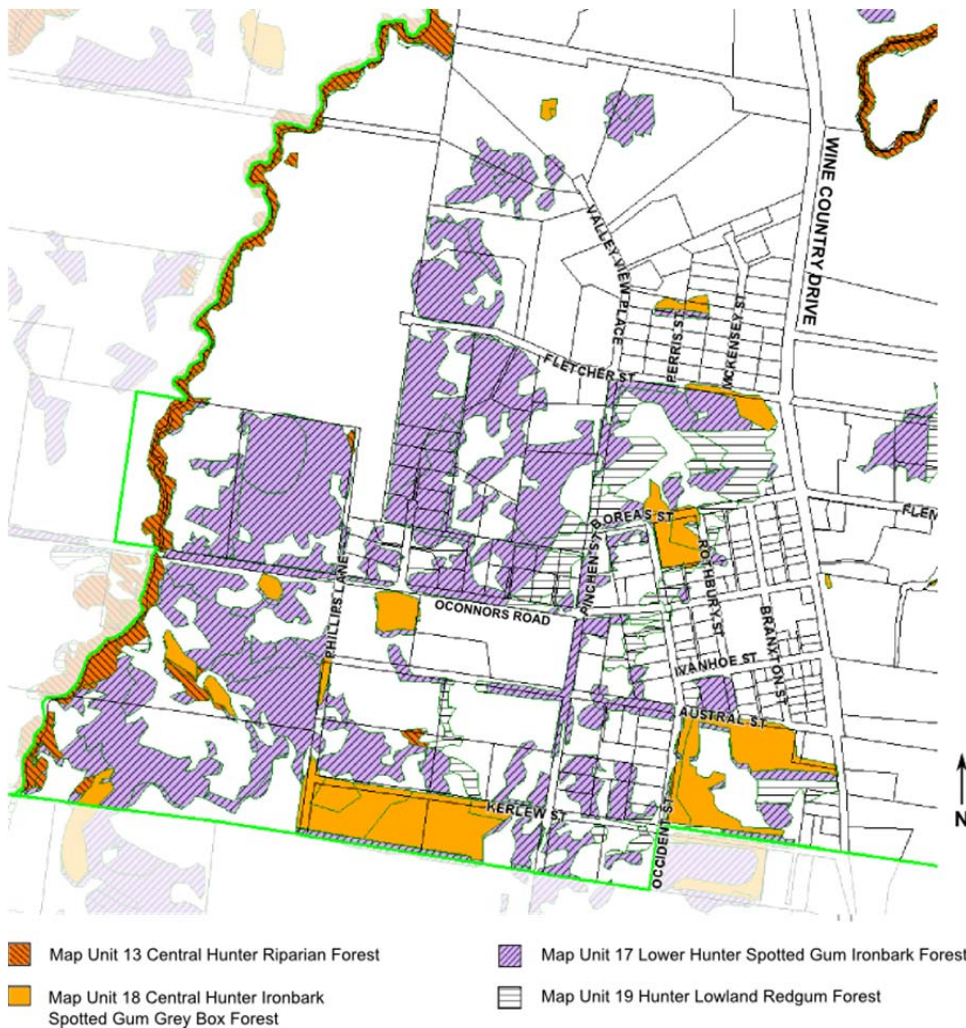 WINE COUNTRY DRIVE
VALLEY VIEW PLACE
PERRIS ST
MCKENSEY ST
FLETCHER ST
BOREAS ST
FLEM
PINCHEN ST
ROTHBURY ST
PHILLIPS LANE
OCONNORS ROAD
BRANXTON ST
IVANHOE ST
AUSTRAL ST
KERLEW ST
OCCIDENT ST
N
Map Unit 13 Central Hunter Riparian Forest
Map Unit 17 Lower Hunter Spotted Gum Ironbark Forest
Map Unit 18 Central Hunter Ironbark
Spotted Gum Grey Box Forest
Map Unit 19 Hunter Lowland Redgum Forest